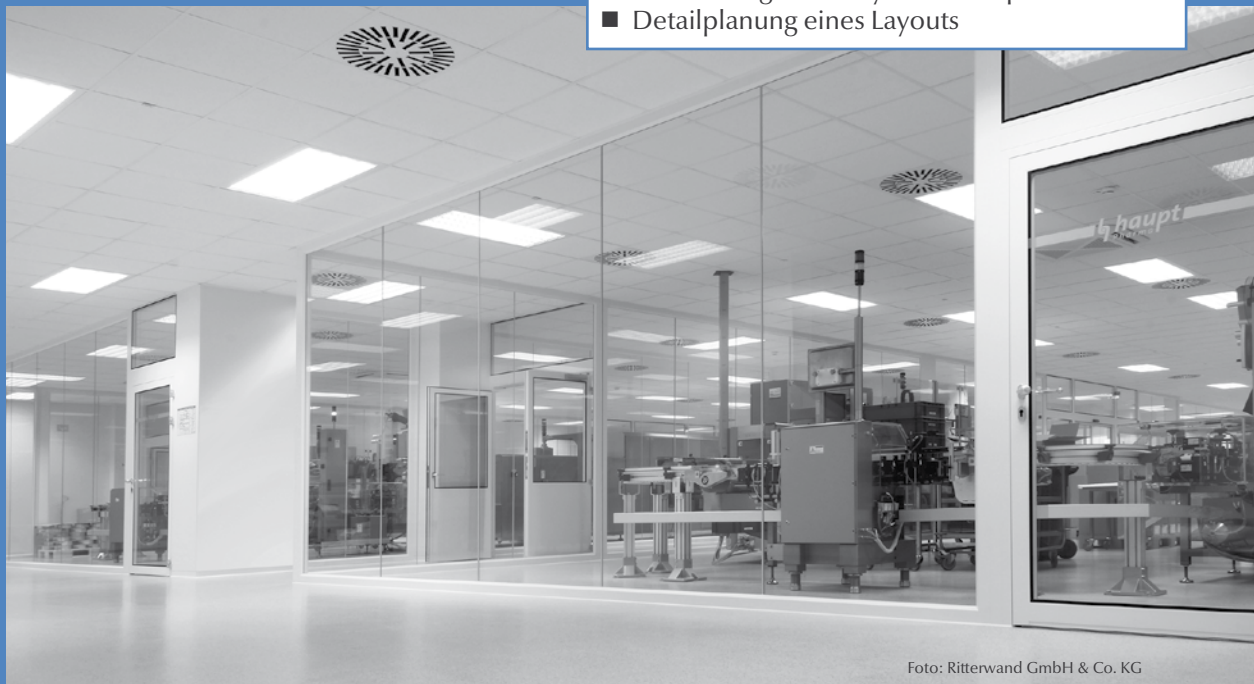 ■ Detailplanung eines Layouts
haupt
Foto: Ritterwand GmbH & Co. KG